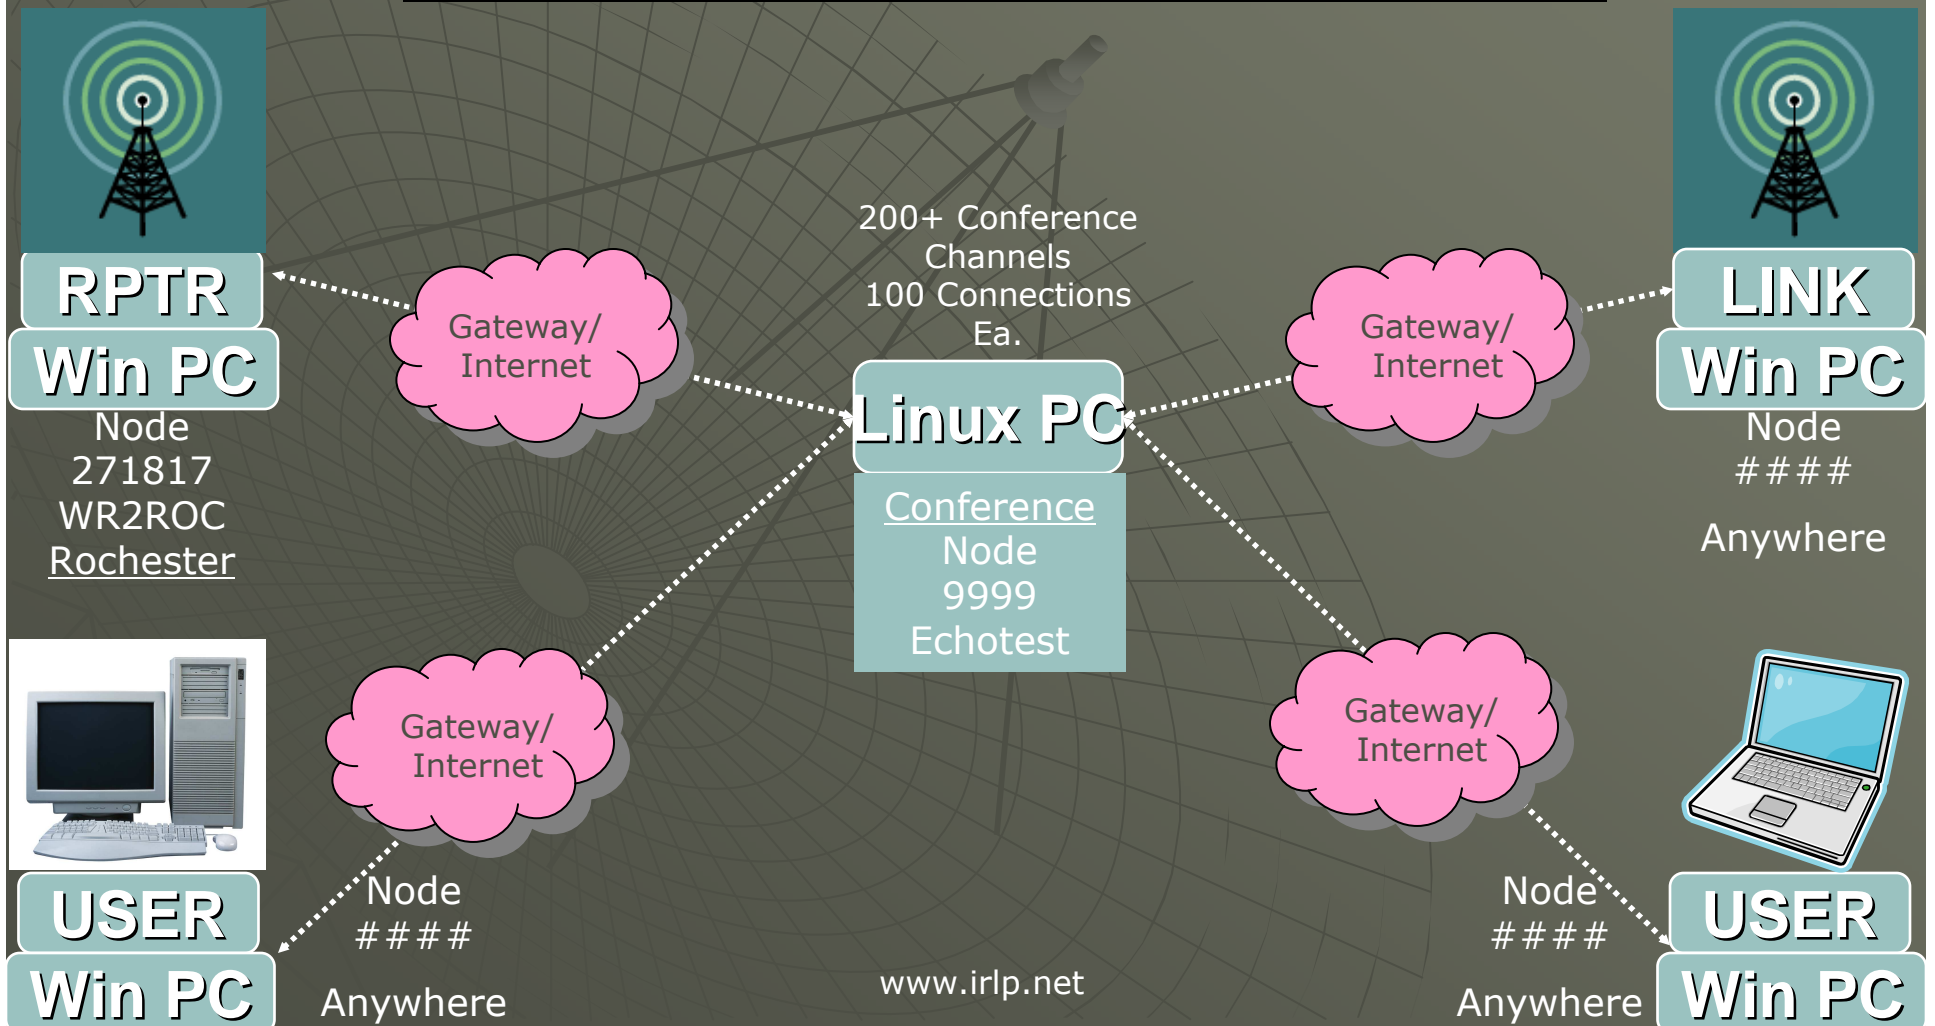 RPTR
Win PC
Node
271817
WR2ROC
Rochester
Gateway/
Internet
200+ Conference
Channels
100 Connections
Ea.
Linux PC
Conference
Node
9999
Echotest
Gateway/
Internet
LINK
Win PC
Node
####
Anywhere
USER
Win PC
Gateway/
Internet
Node
####
Anywhere
www.irlp.net
Gateway/
Internet
Node
####
Anywhere
USER
Win PC